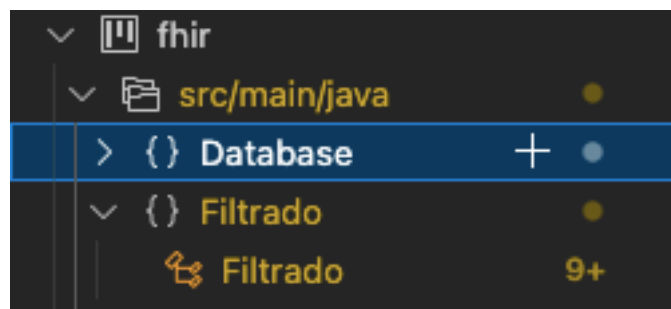 fhir
src/main/java
{} Database
{} Filtrado
Filtrado 9+